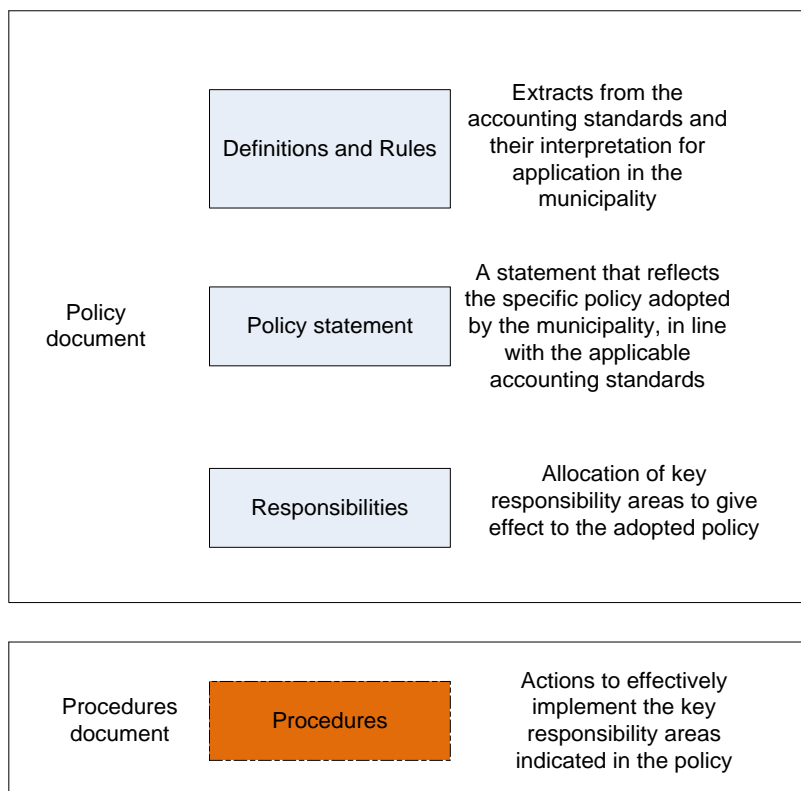 Definitions and Rules
Extracts from the
accounting standards and
their interpretation for
application in the
municipality
Policy
document
Policy statement
A statement that reflects
the specific policy adopted
by the municipality, in line
with the applicable
accounting standards
Responsibilities
Allocation of key
responsibility areas to give
effect to the adopted policy
Procedures
document
Procedures
Actions to effectively
implement the key
responsibility areas
indicated in the policy